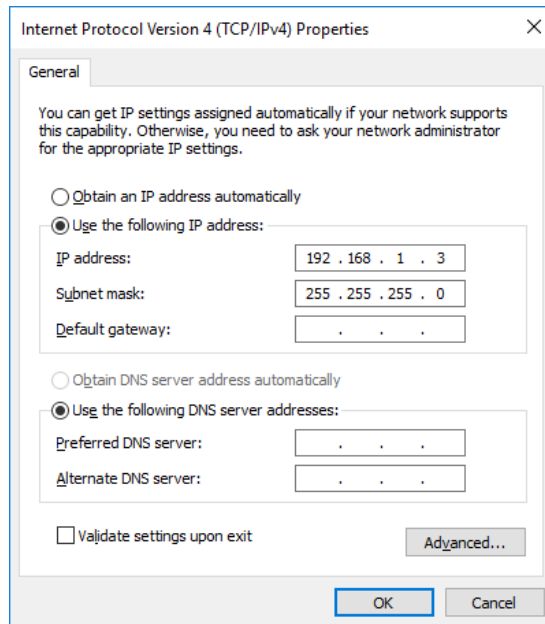 Internet Protocol Version 4 (TCP/IPv4) Properties
General
You can get IP settings assigned automatically if your network supports
this capability. Otherwise, you need to ask your network administrator
for the appropriate IP settings.
Obtain an IP address automatically
Use the following IP address:
IP address: 192 . 168 . 1 . 3
Subnet mask: 255 . 255 . 255 . 0
Default gateway: . . .
Obtain DNS server address automatically
Use the following DNS server addresses:
Preferred DNS server: . . .
Alternate DNS server: . . .
Validate settings upon exit
Advanced...
OK Cancel